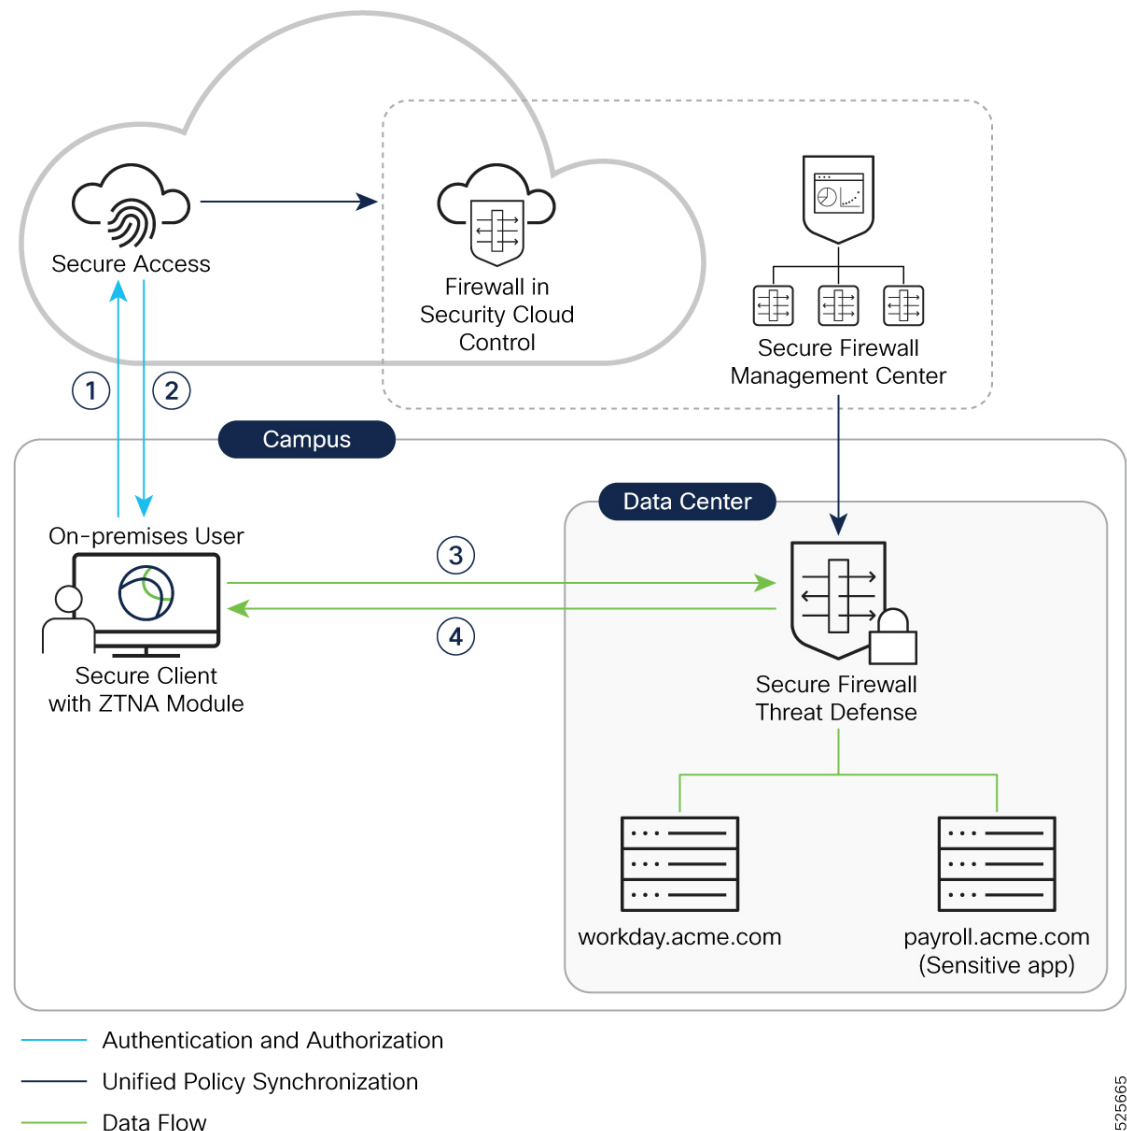 Secure Access
Firewall in
Security Cloud
Control
Secure Firewall
Management Center
1
2
Campus
Data Center
On-premises User
3
4
Secure Client
with ZTNA Module
Secure Firewall
Threat Defense
workday.acme.com
payroll.acme.com
(Sensitive app)
Authentication and Authorization
Unified Policy Synchronization
Data Flow
525665